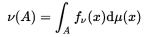 ν(A) = ∫_A f_ν(x)dμ(x)